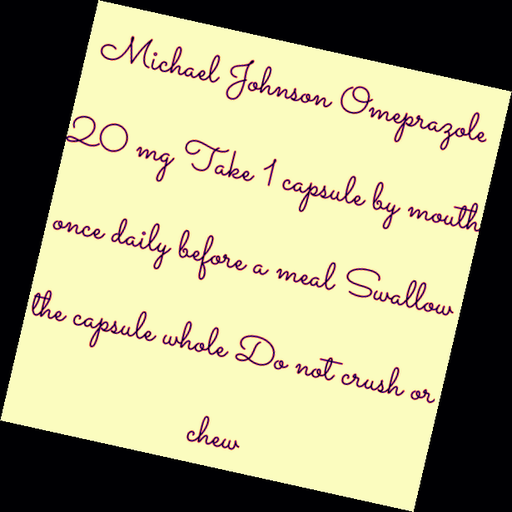 Michael Johnson Omeprazole
20 mg Take 1 capsule by mouth
once daily before a meal Swallow
the capsule whole Do not crush or
chew